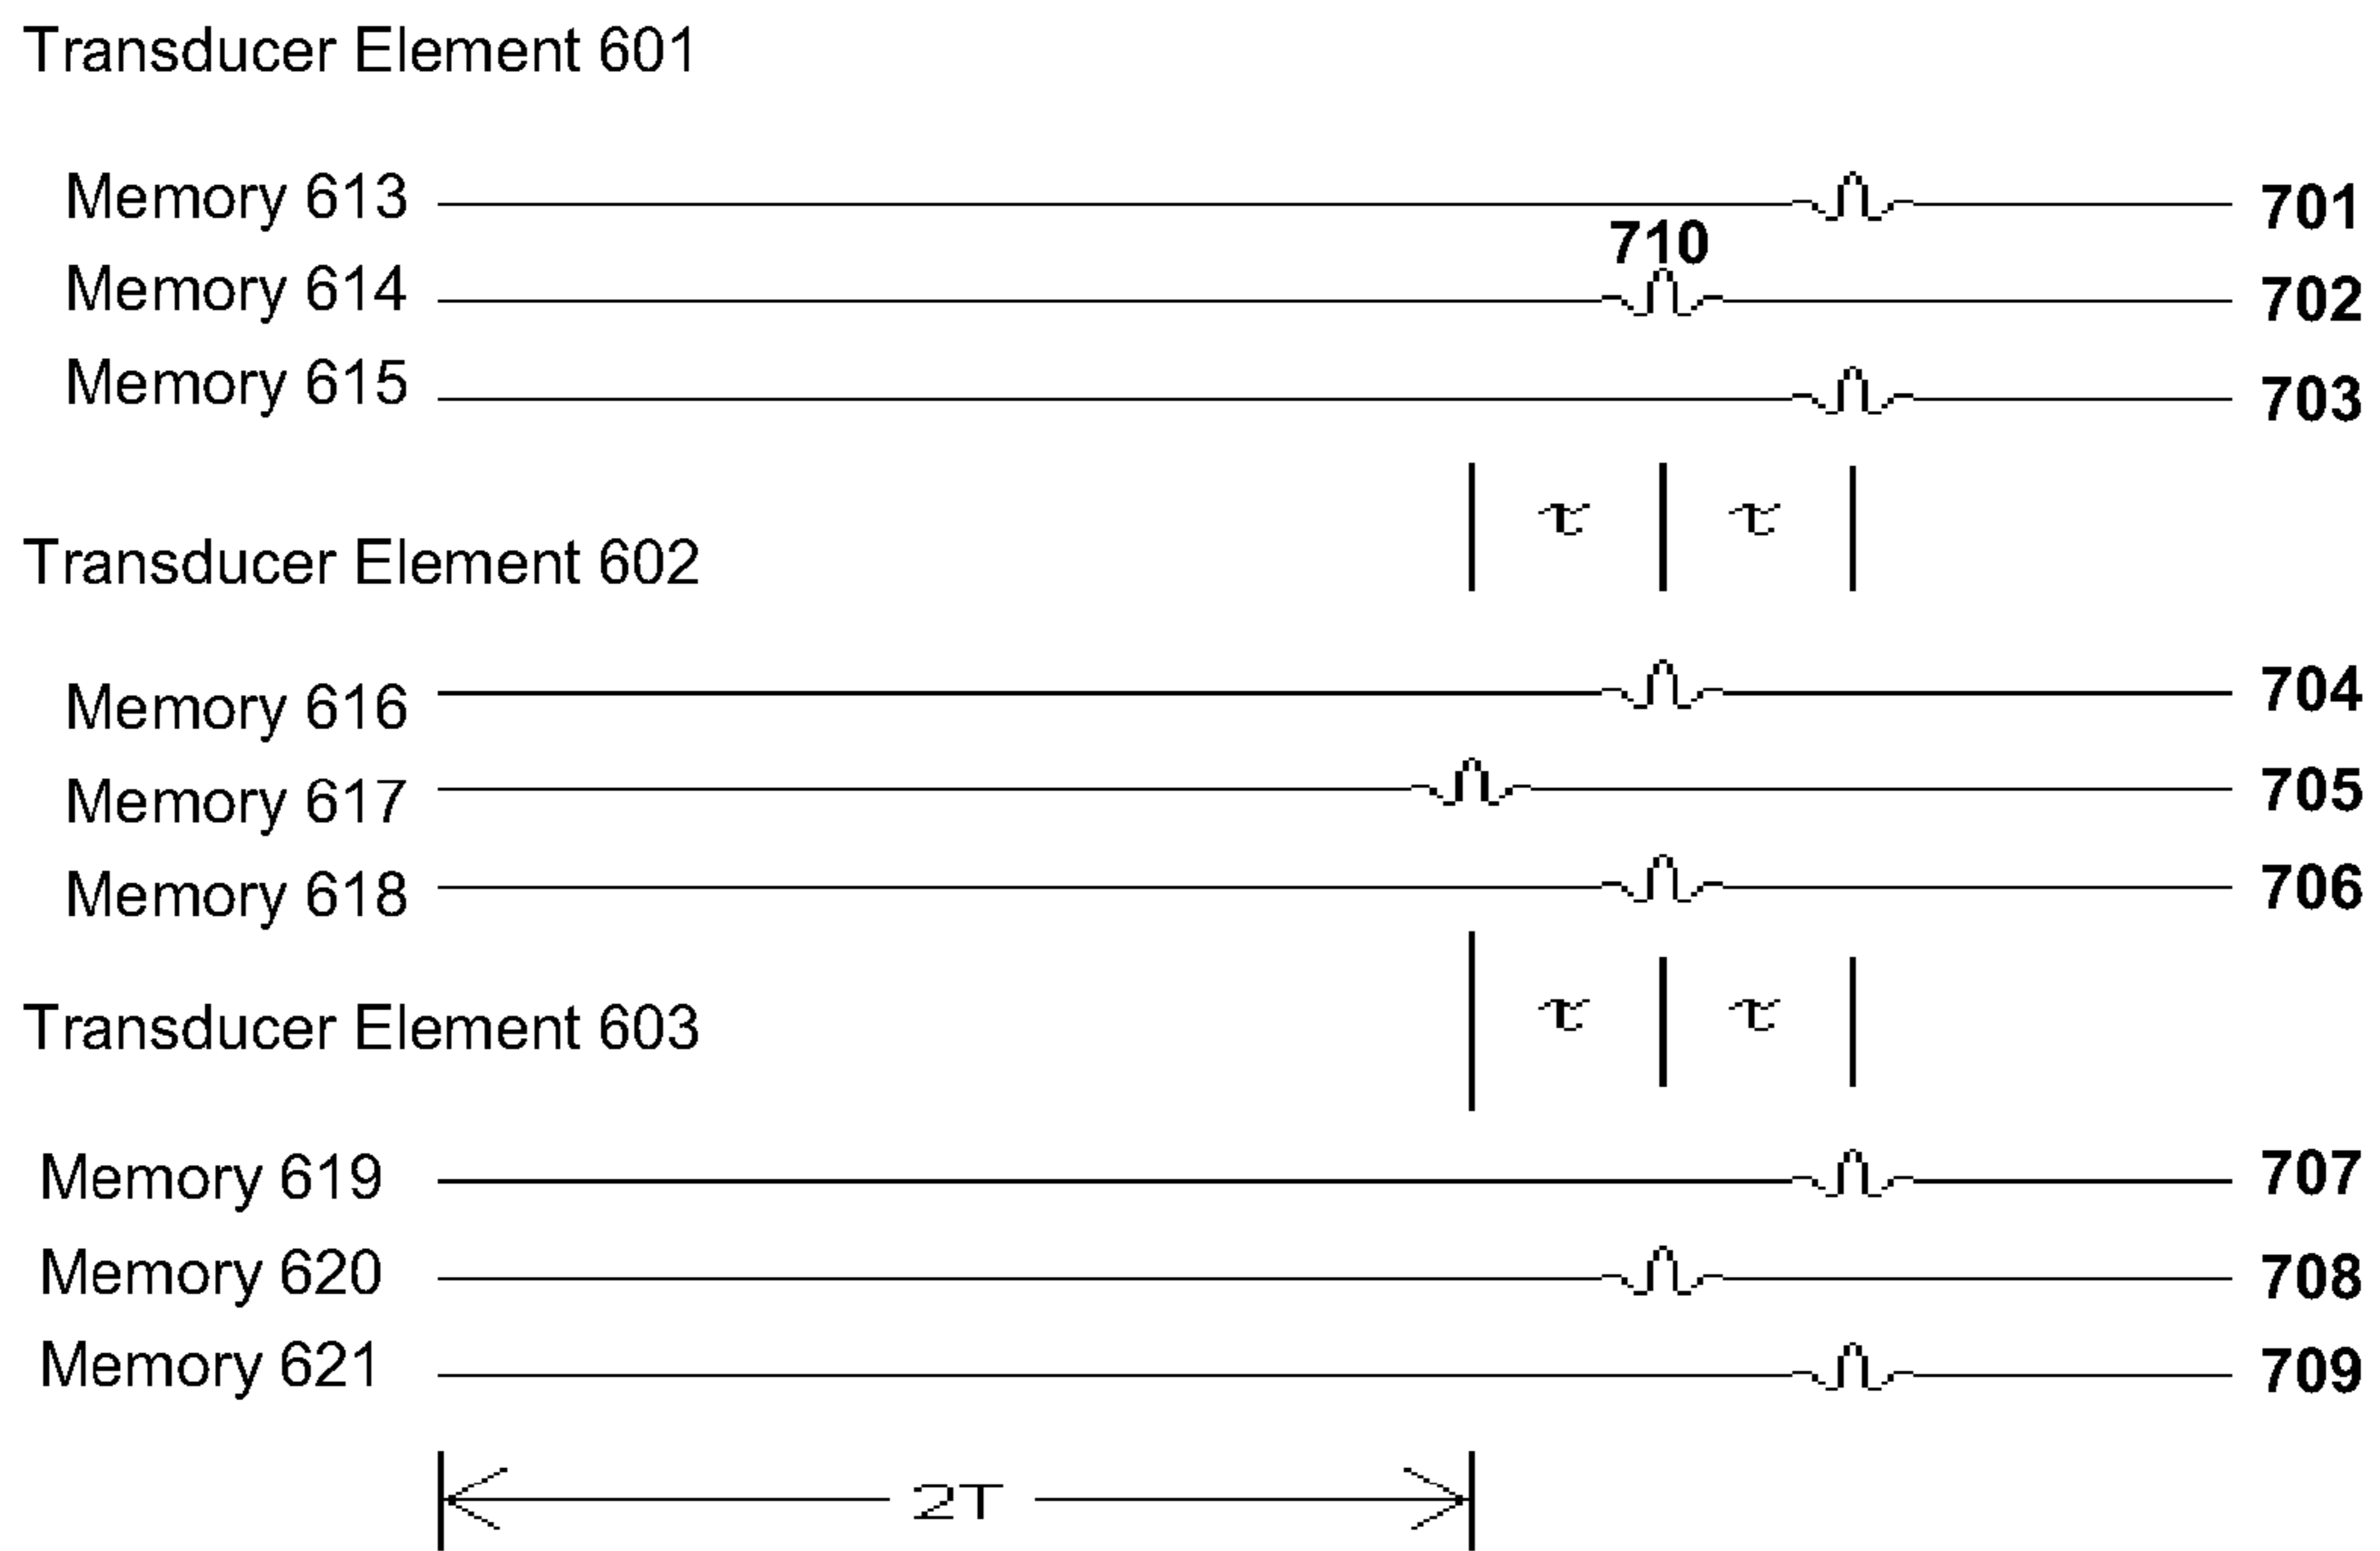 Transducer Element 601
Memory 613 701
710
Memory 614 702
Memory 615 703
τ τ
Transducer Element 602
Memory 616 704
Memory 617 705
Memory 618 706
τ τ
Transducer Element 603
Memory 619 707
Memory 620 708
Memory 621 709
2T